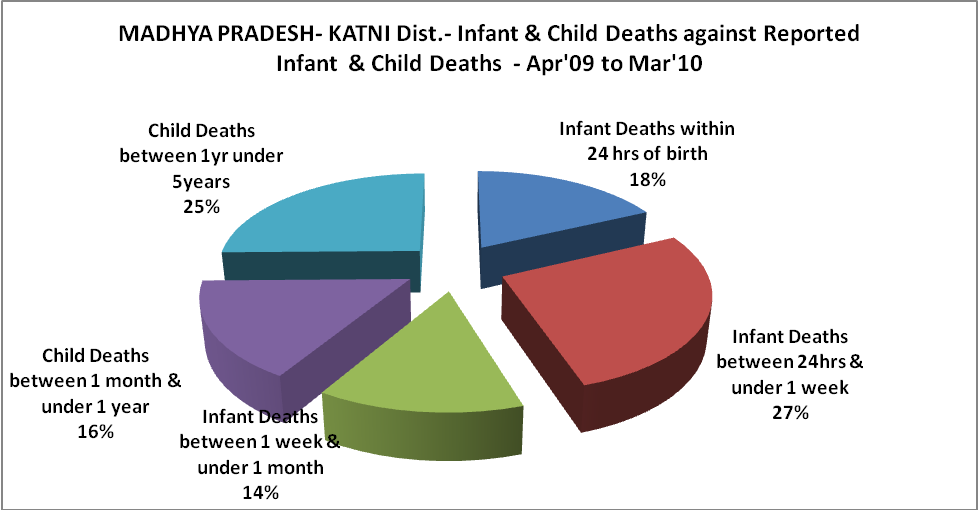 MADHYA PRADESH- KATNI Dist.- Infant & Child Deaths against Reported
Infant & Child Deaths - Apr'09 to Mar'10
Infant Deaths within
24 hrs of birth
18%
Infant Deaths
between 24hrs &
under 1 week
27%
Infant Deaths
between 1 week &
under 1 month
14%
Child Deaths
between 1 month &
under 1 year
16%
Child Deaths
between 1yr under
5years
25%